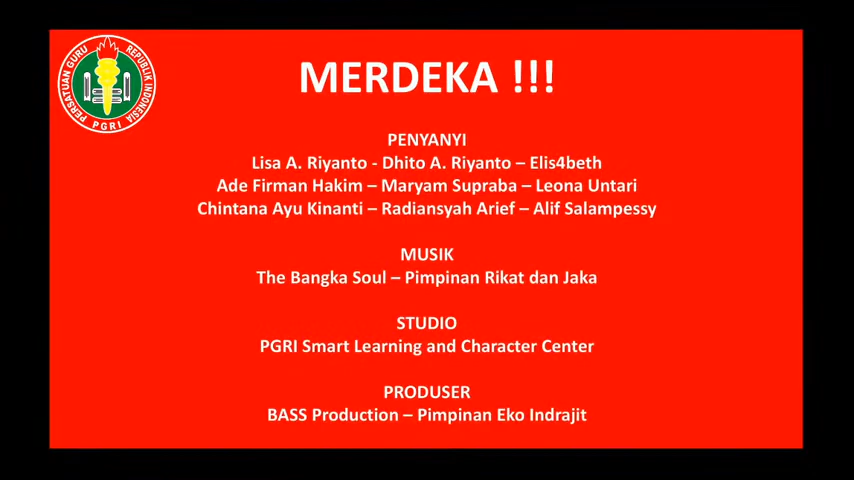 PERSATUAN GURU REPUBLIK INDONESIA
PGRI
MERDEKA !!!
PENYANYI
Lisa A. Riyanto - Dhito A. Riyanto – Elis4beth
Ade Firman Hakim – Maryam Supraba – Leona Untari
Chintana Ayu Kinanti – Radiansyah Arief – Alif Salampessy
MUSIK
The Bangka Soul – Pimpinan Rikat dan Jaka
STUDIO
PGRI Smart Learning and Character Center
PRODUSER
BASS Production – Pimpinan Eko Indrajit